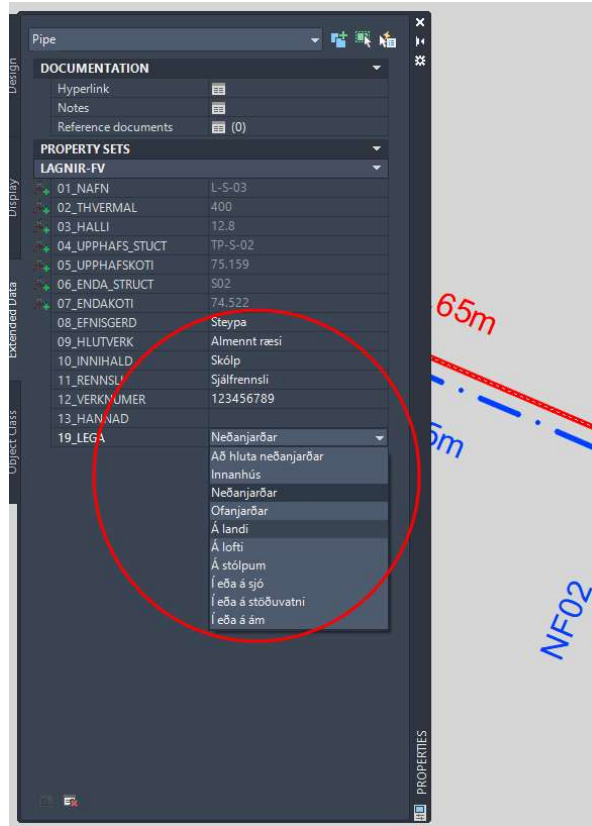 Pipe
DOCUMENTATION
Hyperlink
Notes
Reference documents (0)
PROPERTY SETS
LAGNIR-FV
01_NAFN L-S-03
02_THVERMAL 400
03_HALLI 12.8
04_UPPHAFS_STUCT TP-S-02
05_UPPHAFSKOTI 75.159
06_ENDA_STRUCT S02
07_ENDAKOTI 74.522
08_EFNISGERD Steypa
09_HLUTVERK Almennt ræsi
10_INNIHALD Skólp
11_RENNSLI Sjálfrennsli
12_VERKNUMER 123456789
13_HANNAD
19_LEGA Neðanjarðar
Að hluta neðanjarðar
Innanhús
Neðanjarðar
Ofanjarðar
Á landi
Á lofti
Á stólpum
Í eða á sjó
Í eða á stöðuvatni
Í eða á ám
Design
Display
Extended Data
Object Class
PROPERTIES
.65m
5m
NF02